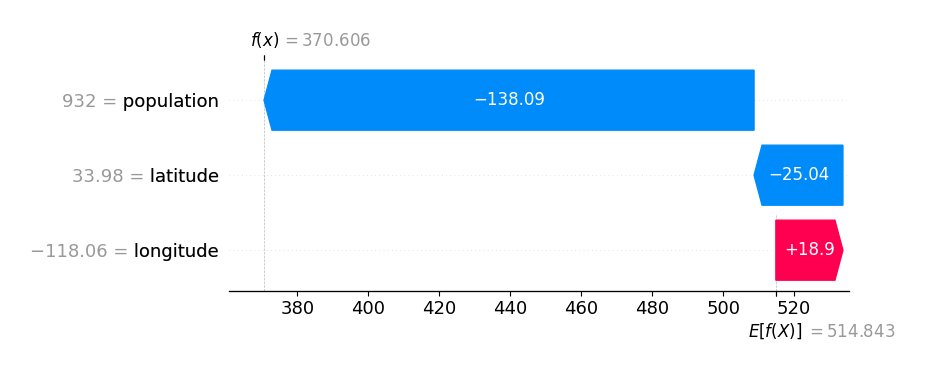 f(x) = 370.606
932 = population
−138.09
33.98 = latitude
−25.04
−118.06 = longitude
+18.9
380 400 420 440 460 480 500 520
E[f(X)] = 514.843